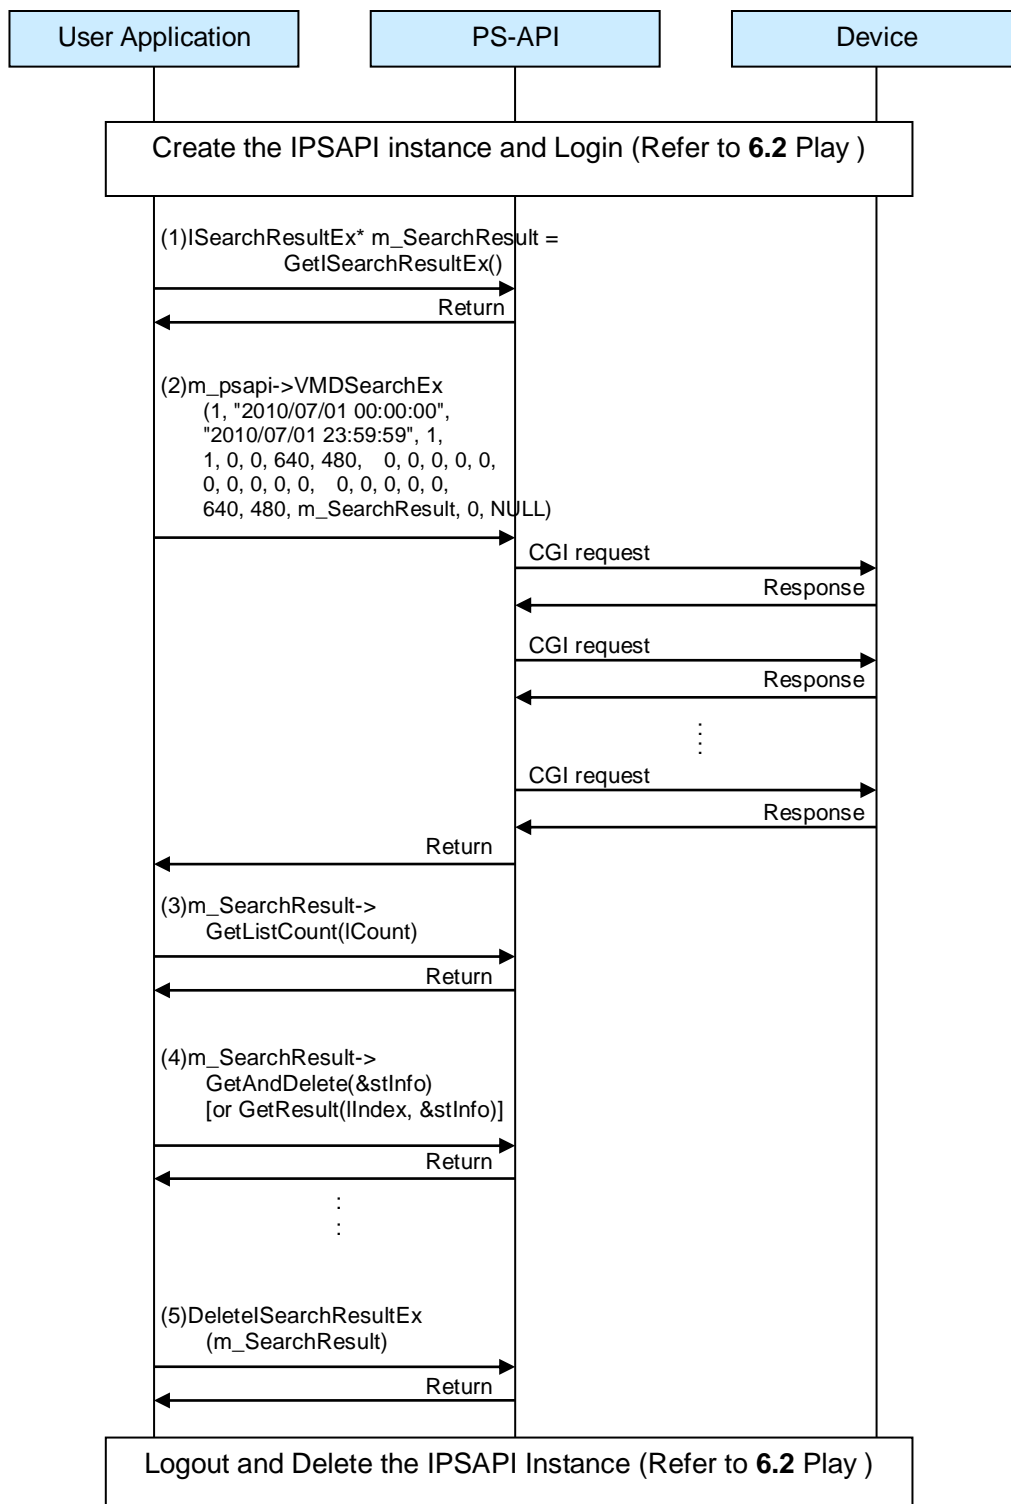 User Application
PS-API
Device
Create the IPSAPI instance and Login (Refer to 6.2 Play )
(1)ISearchResultEx* m_SearchResult =
GetISearchResultEx()
Return
(2)m_psapi->VMDSearchEx
(1, "2010/07/01 00:00:00",
"2010/07/01 23:59:59", 1,
1, 0, 0, 640, 480, 0, 0, 0, 0, 0,
0, 0, 0, 0, 0, 0, 0, 0, 0, 0,
640, 480, m_SearchResult, 0, NULL)
CGI request
Response
CGI request
Response
CGI request
Response
Return
(3)m_SearchResult->
GetListCount(lCount)
Return
(4)m_SearchResult->
GetAndDelete(&stInfo)
[or GetResult(lIndex, &stInfo)]
Return
(5)DeleteISearchResultEx
(m_SearchResult)
Return
Logout and Delete the IPSAPI Instance (Refer to 6.2 Play )